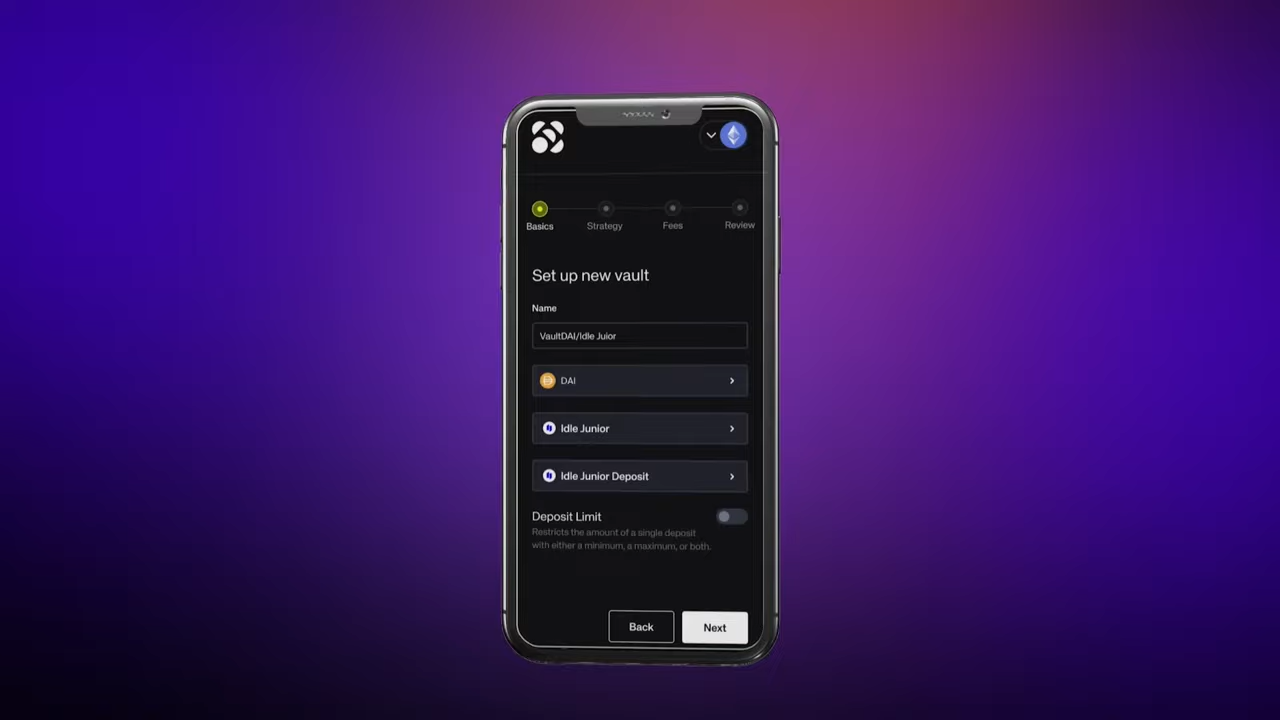 Basics Strategy Fees Review
Set up new vault
Name
VaultDAI/Idle Juior
DAI
Idle Junior
Idle Junior Deposit
Deposit Limit
Restricts the amount of a single deposit
with either a minimum, a maximum, or both.
Back Next